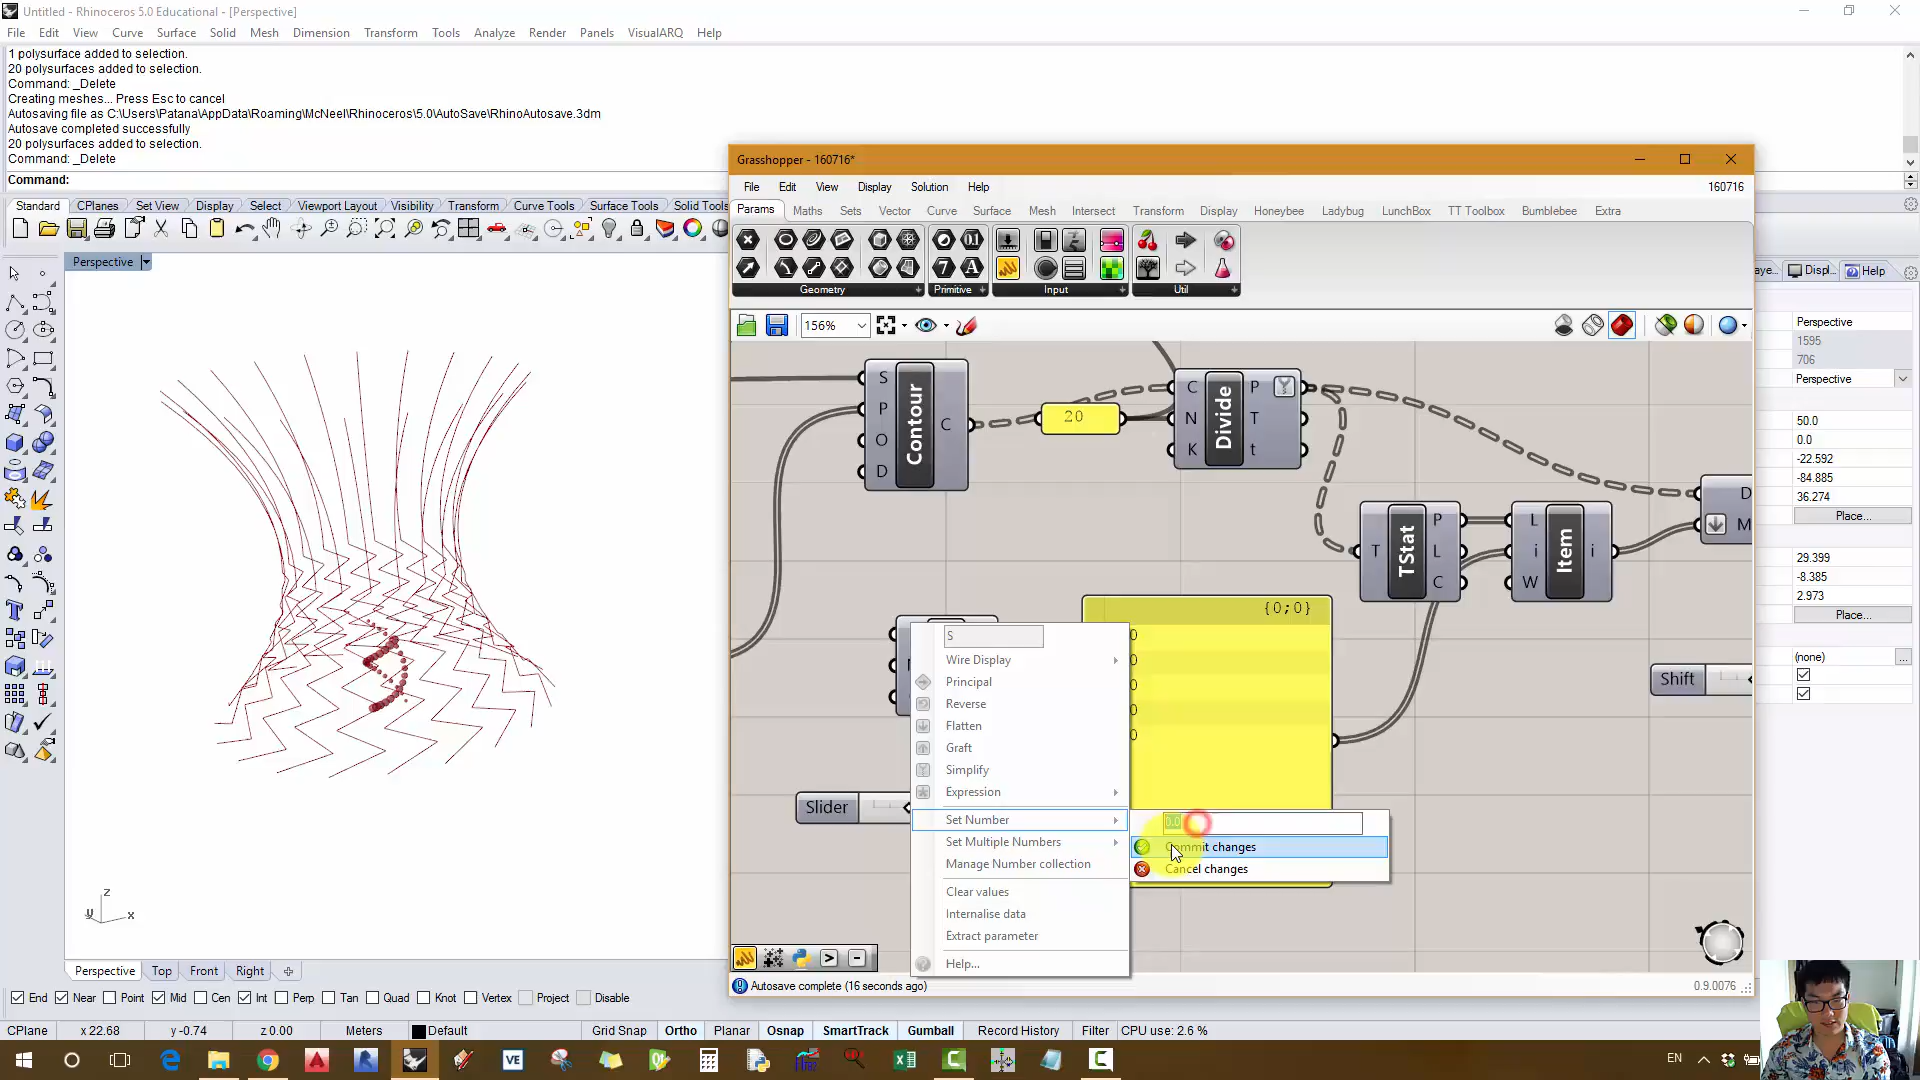 Untitled - Rhinoceros 5.0 Educational - [Perspective]
File Edit View Curve Surface Solid Mesh Dimension Transform Tools Analyze Render Panels VisualARQ Help
1 polysurface added to selection.
20 polysurfaces added to selection.
Command: _Delete
Creating meshes... Press Esc to cancel
Autosaving file as C:\Users\Patana\AppData\Roaming\McNeel\Rhinoceros\5.0\AutoSave\RhinoAutosave.3dm
Autosave completed successfully
20 polysurfaces added to selection.
Command: _Delete
Command:
Standard CPlanes Set View Display Select Viewport Layout Visibility Transform Curve Tools Surface Tools Solid Tools
Perspective
Grasshopper - 160716*
File Edit View Display Solution Help 160716
Params Maths Sets Vector Curve Surface Mesh Intersect Transform Display Honeybee Ladybug LunchBox TT Toolbox Bumblebee Extra
Geometry Primitive Input Util
156%
Displ... Help
Perspective
1595
706
Perspective
50.0
0.0
-22.592
-84.885
36.274
Place...
29.399
-8.385
2.973
Place...
(none) ...
S
P
O
D
Contour
C
20
C
N
K
Divide
P
T
t
T
TStat
P
L
C
L
i
W
Item
i
D
M
Shift
{0;0}
0
0
0
0
0
Slider
S
Wire Display
Principal
Reverse
Flatten
Graft
Simplify
Expression
Set Number
Set Multiple Numbers
Manage Number collection
Clear values
Internalise data
Extract parameter
Help...
0.0
Commit changes
Cancel changes
Autosave complete (16 seconds ago) 0.9.0076
z
y x
Perspective Top Front Right
End Near Point Mid Cen Int Perp Tan Quad Knot Vertex Project Disable
CPlane x 22.68 y -0.74 z 0.00 Meters Default Grid Snap Ortho Planar Osnap SmartTrack Gumball Record History Filter CPU use: 2.6 %
VE
EN